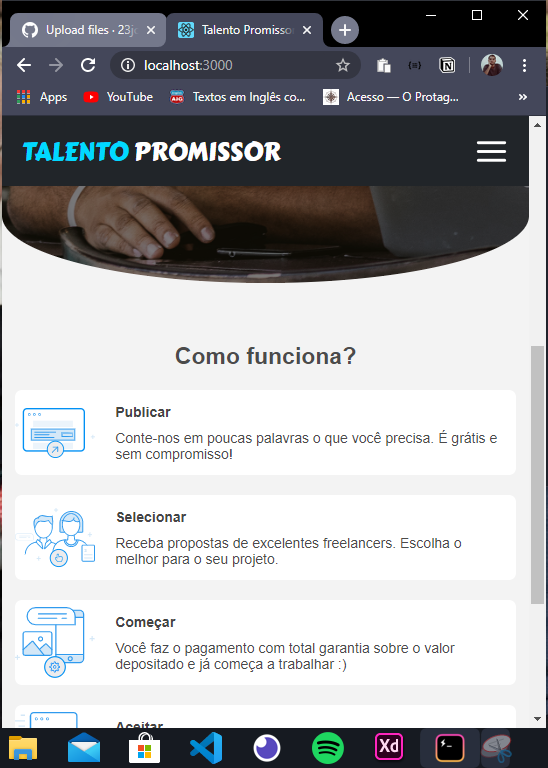 Upload files · 23jo
Talento Promissor
localhost:3000
Apps
YouTube
Textos em Inglês co...
Acesso — O Protag...
»
TALENTO PROMISSOR
Como funciona?
Publicar
Conte-nos em poucas palavras o que você precisa. É grátis e
sem compromisso!
Selecionar
Receba propostas de excelentes freelancers. Escolha o
melhor para o seu projeto.
Começar
Você faz o pagamento com total garantia sobre o valor
depositado e já começa a trabalhar :)
Aceitar
Xd